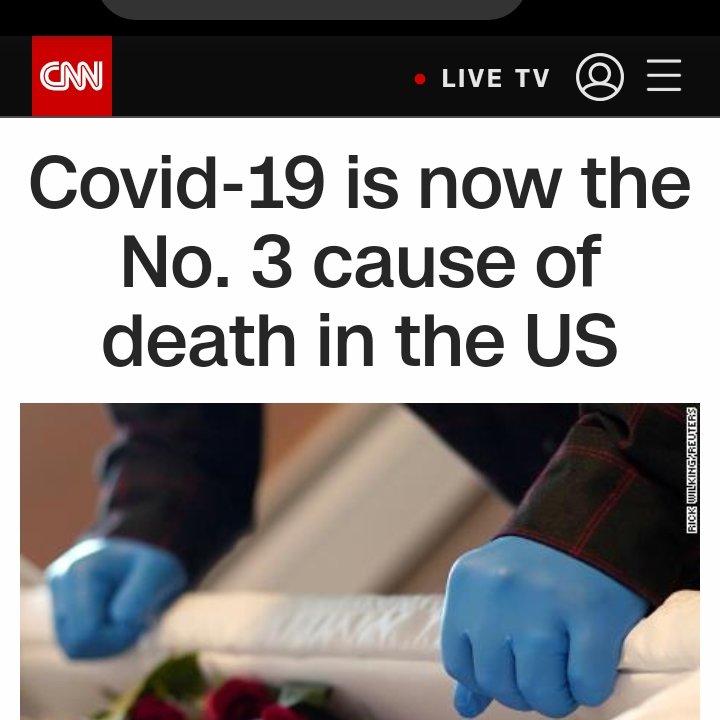 CNN
LIVE TV
Covid-19 is now the
No. 3 cause of
death in the US
RICK WILKING/REUTERS